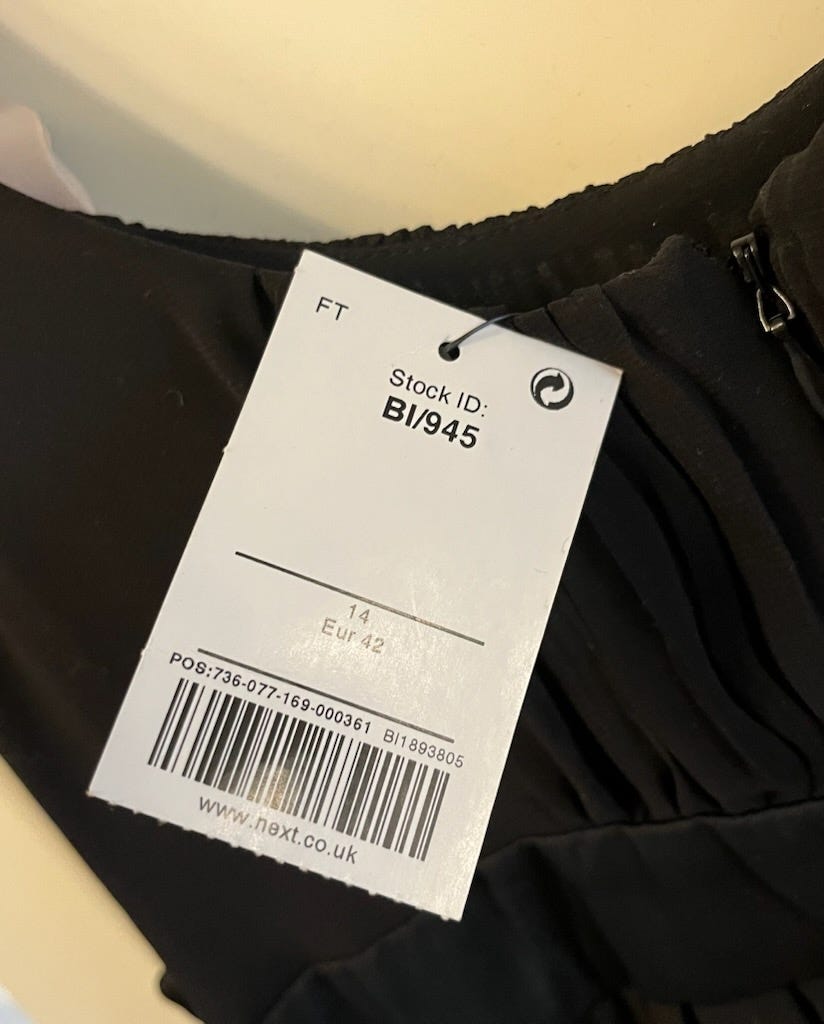 FT
Stock ID:
BI/945
14
Eur 42
POS:736-077-169-000361 BI1893805
www.next.co.uk